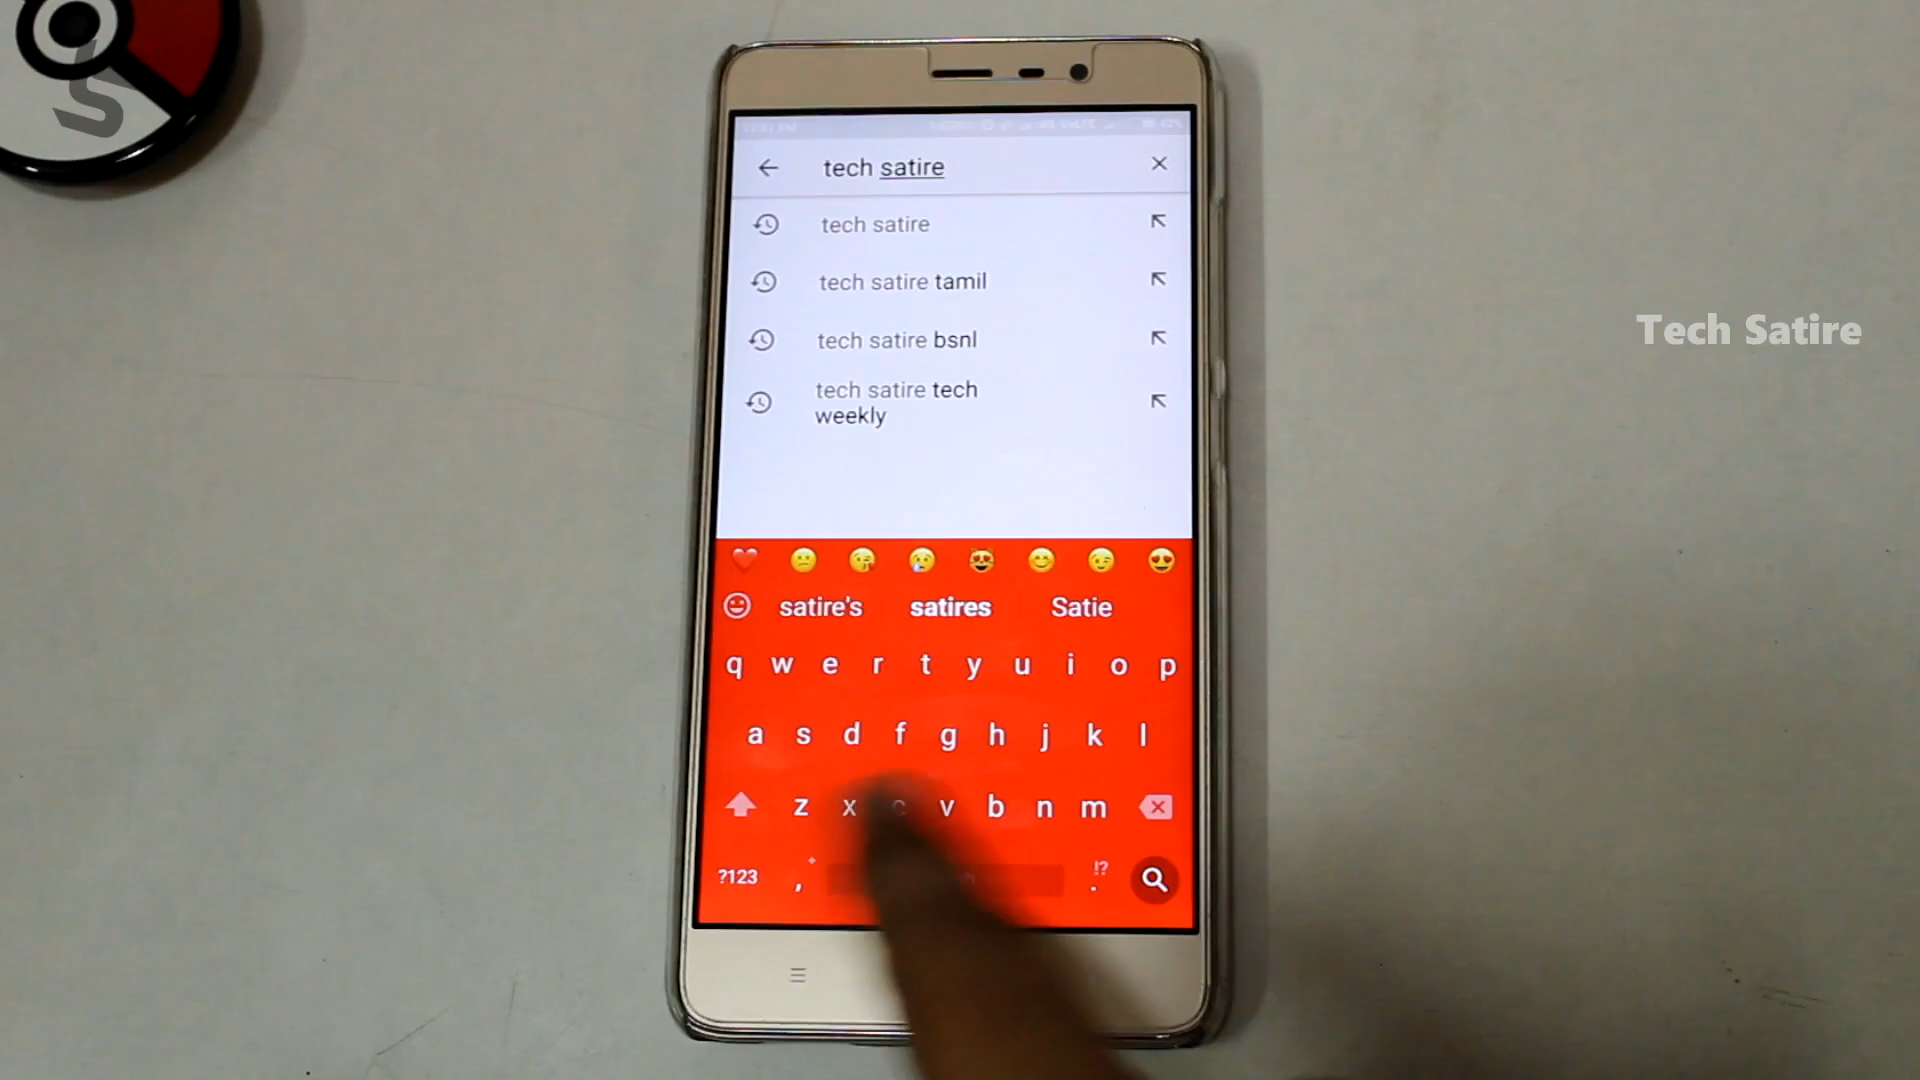 tech satire
tech satire
tech satire tamil
tech satire bsnl
tech satire tech
weekly
Tech Satire
satire's satires Satie
q w e r t y u i o p
a s d f g h j k l
z x c v b n m
?123 , !? .